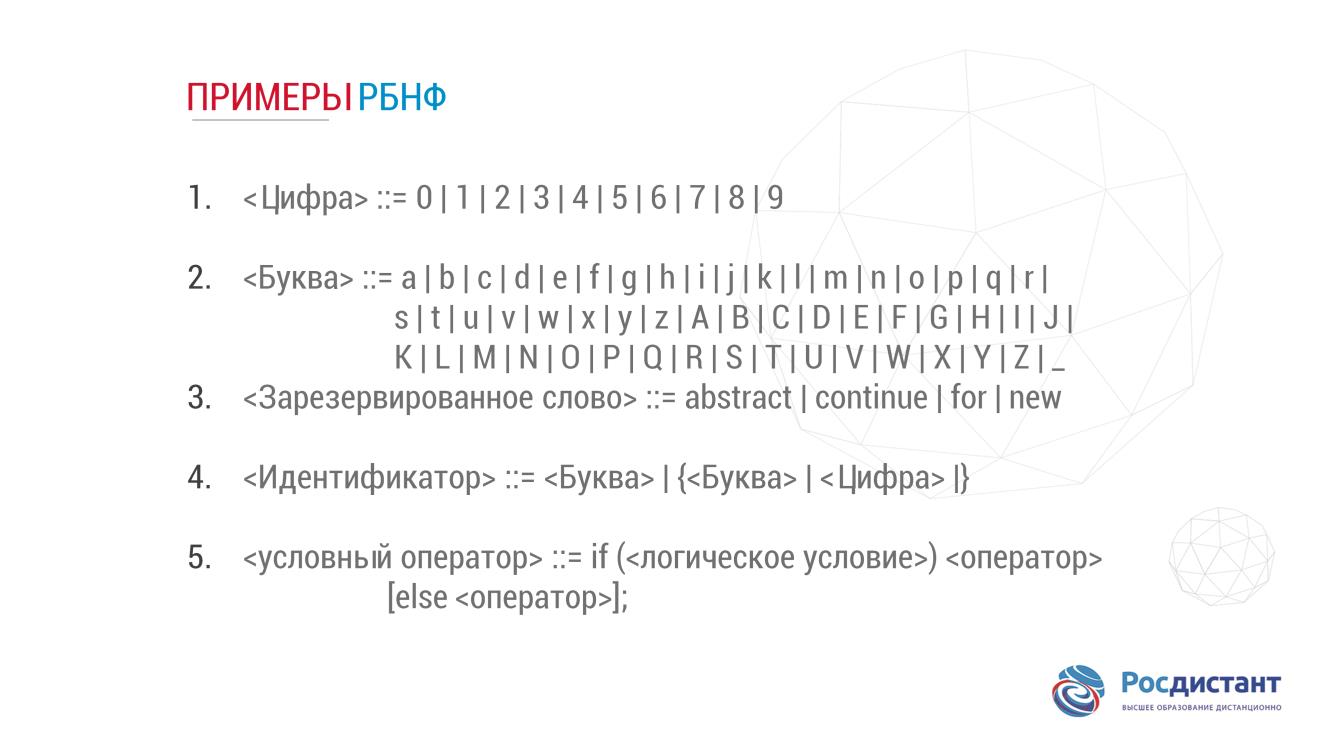 ПРИМЕРЫ РБНФ
1. <Цифра> ::= 0 | 1 | 2 | 3 | 4 | 5 | 6 | 7 | 8 | 9
2. <Буква> ::= a | b | c | d | e | f | g | h | i | j | k | l | m | n | o | p | q | r |
s | t | u | v | w | x | y | z | A | B | C | D | E | F | G | H | I | J |
K | L | M | N | O | P | Q | R | S | T | U | V | W | X | Y | Z | _
3. <Зарезервированное слово> ::= abstract | continue | for | new
4. <Идентификатор> ::= <Буква> | {<Буква> | <Цифра> |}
5. <условный оператор> ::= if (<логическое условие>) <оператор>
[else <оператор>];
Росдистант
ВЫСШЕЕ ОБРАЗОВАНИЕ ДИСТАНЦИОННО